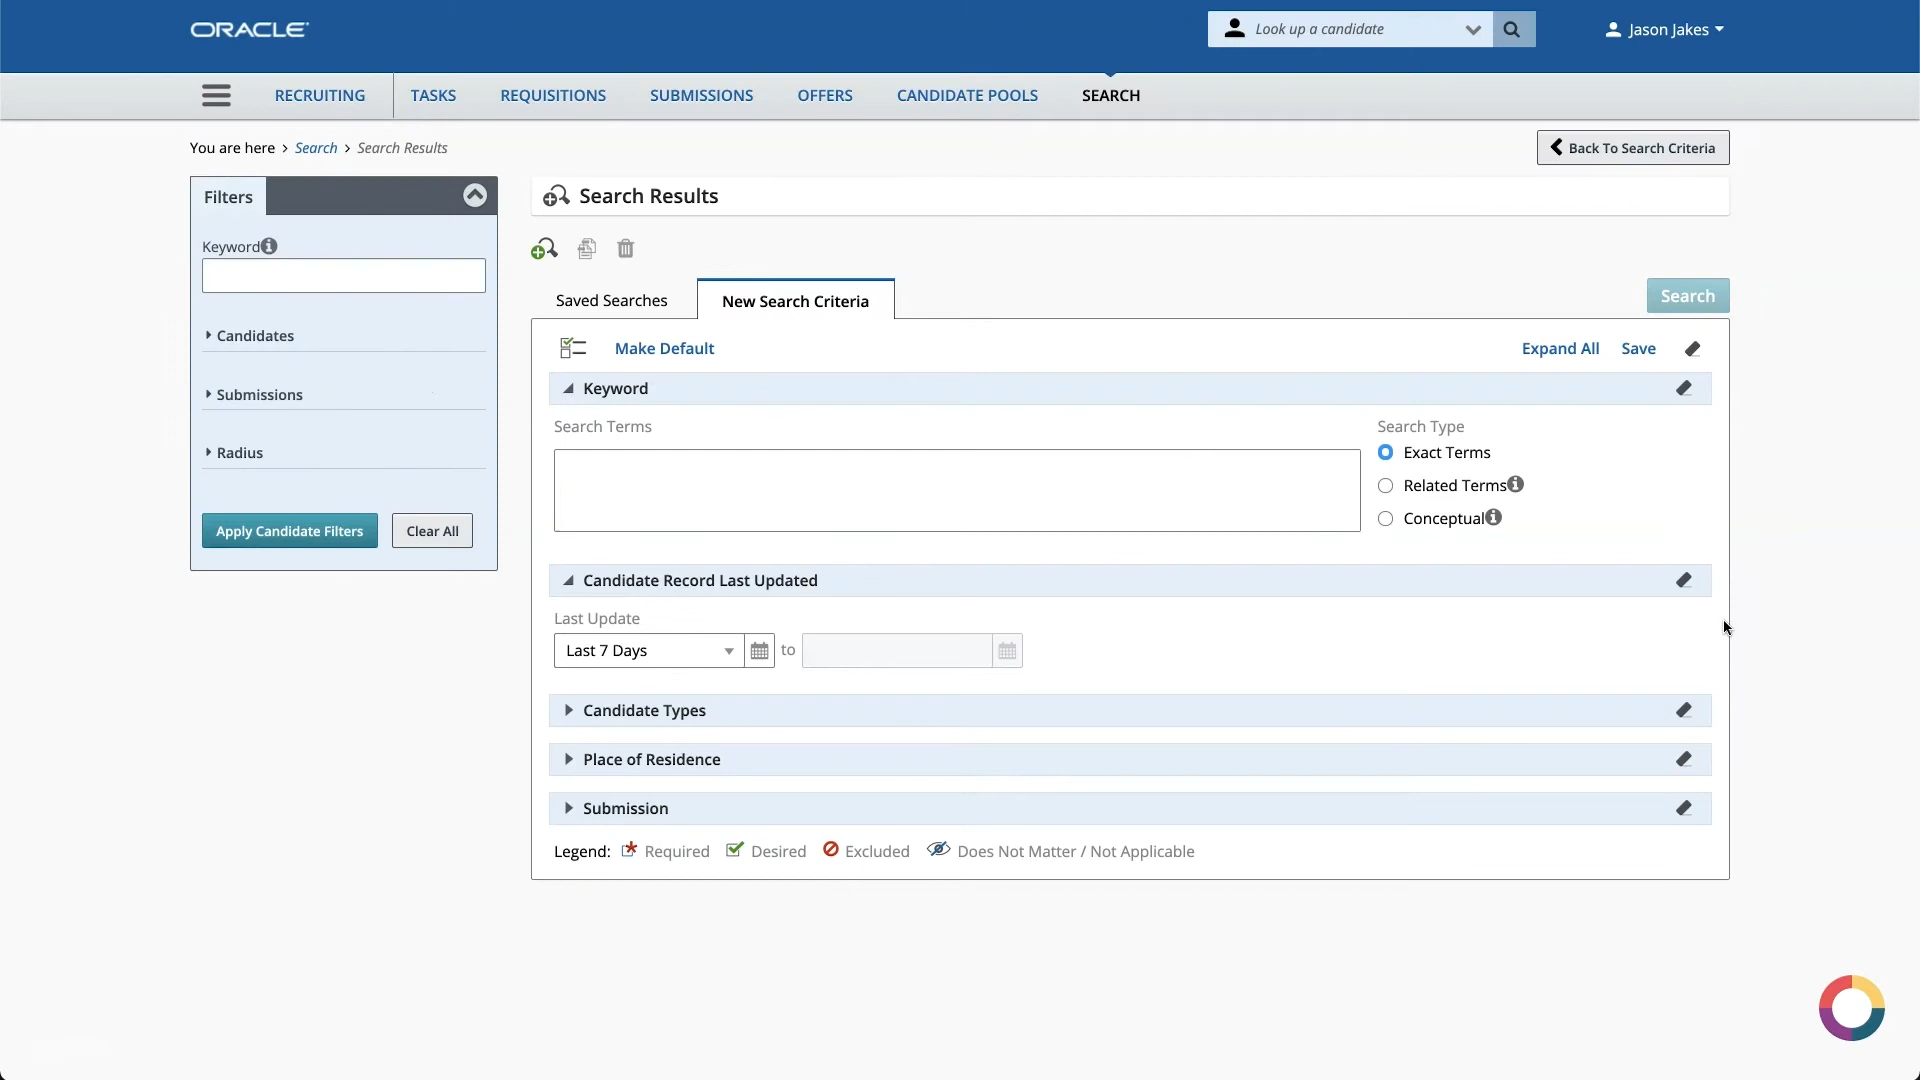 ORACLE
Look up a candidate
Jason Jakes
RECRUITING TASKS REQUISITIONS SUBMISSIONS OFFERS CANDIDATE POOLS SEARCH
You are here > Search > Search Results
Back To Search Criteria
Filters
Keyword
Candidates
Submissions
Radius
Apply Candidate Filters Clear All
Search Results
Saved Searches New Search Criteria
Search
Make Default Expand All Save
Keyword
Search Terms
Search Type
Exact Terms
Related Terms
Conceptual
Candidate Record Last Updated
Last Update
Last 7 Days to
Candidate Types
Place of Residence
Submission
Legend: Required Desired Excluded Does Not Matter / Not Applicable